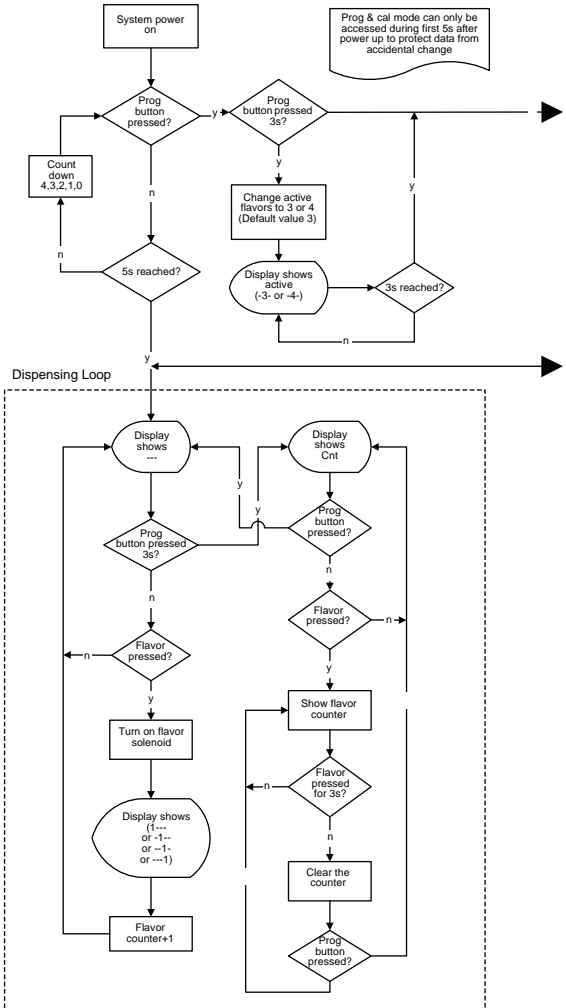 System power
on
Prog & cal mode can only be
accessed during first 5s after
power up to protect data from
accidental change
Prog
button
pressed?
y
Prog
button pressed
3s?
Count
down
4,3,2,1,0
n
y
y
Change active
flavors to 3 or 4
(Default value 3)
n
5s reached?
Display shows
active
(-3- or -4-)
3s reached?
n
y
Dispensing Loop
Display
shows
---
Display
shows
Cnt
y
y
Prog
button pressed
3s?
Prog
button
pressed?
n
n
Flavor
pressed?
n
Flavor
pressed?
n
y
y
Turn on flavor
solenoid
Show flavor
counter
Display shows
(1---
or -1--
or --1-
or ---1)
n
Flavor
pressed
for 3s?
n
Clear the
counter
Flavor
counter+1
Prog
button
pressed?